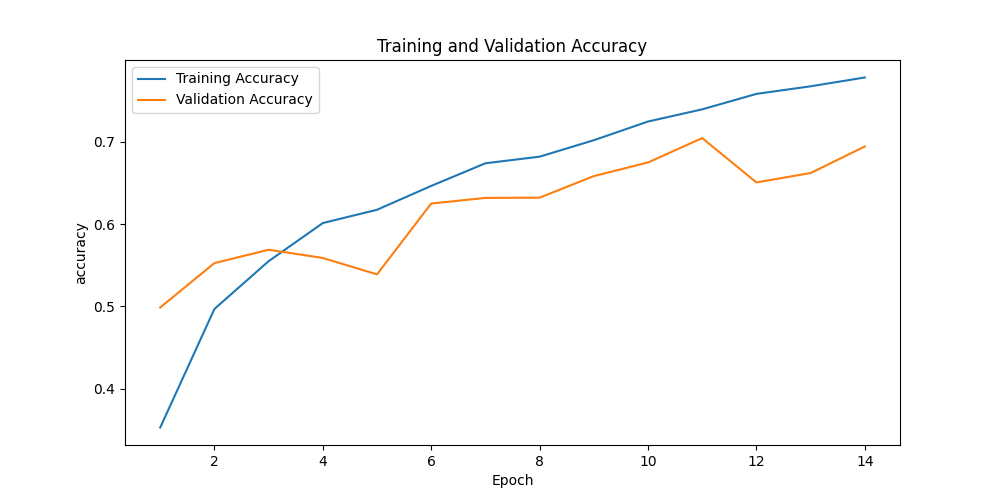 Training and Validation Accuracy
Training Accuracy
Validation Accuracy
0.7
0.6
0.5
0.4
accuracy
2 4 6 8 10 12 14
Epoch